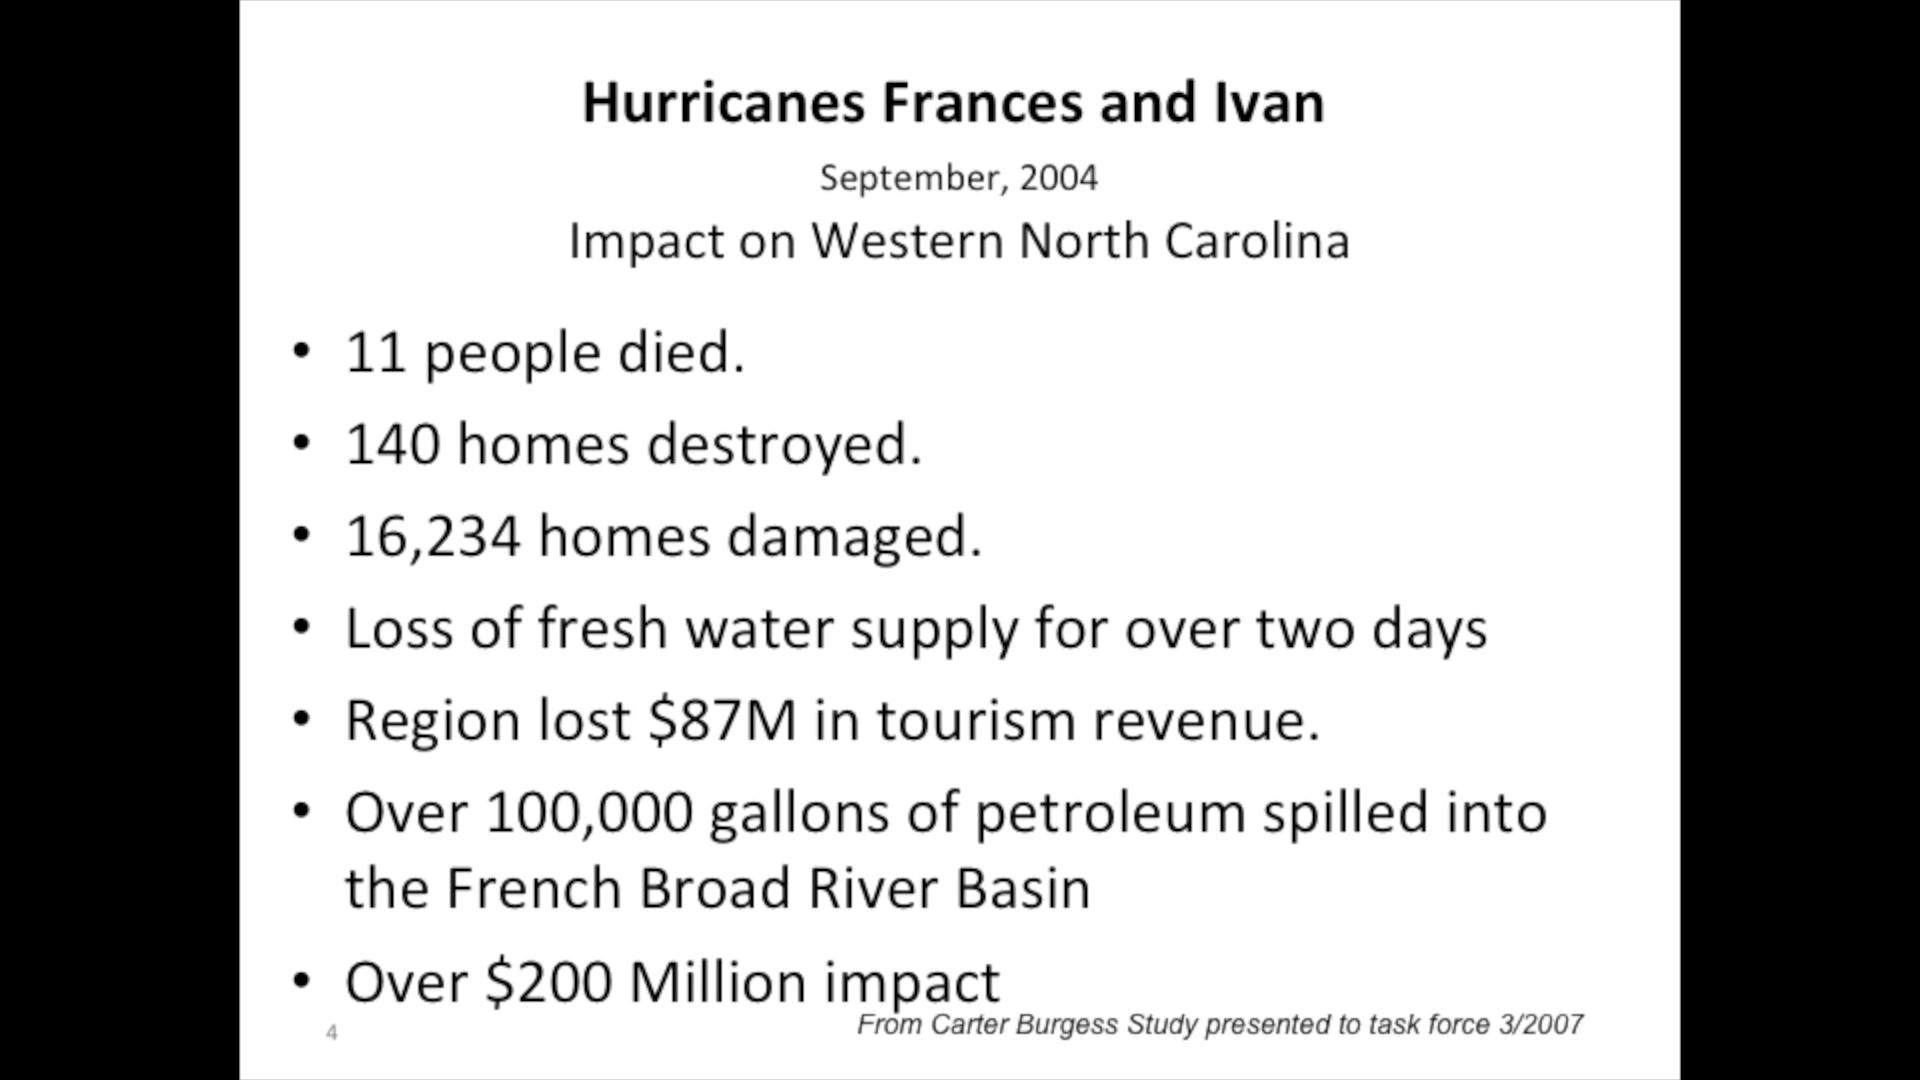 Hurricanes Frances and Ivan
September, 2004
Impact on Western North Carolina
• 11 people died.
• 140 homes destroyed.
• 16,234 homes damaged.
• Loss of fresh water supply for over two days
• Region lost $87M in tourism revenue.
• Over 100,000 gallons of petroleum spilled into
the French Broad River Basin
• Over $200 Million impact
From Carter Burgess Study presented to task force 3/2007
4